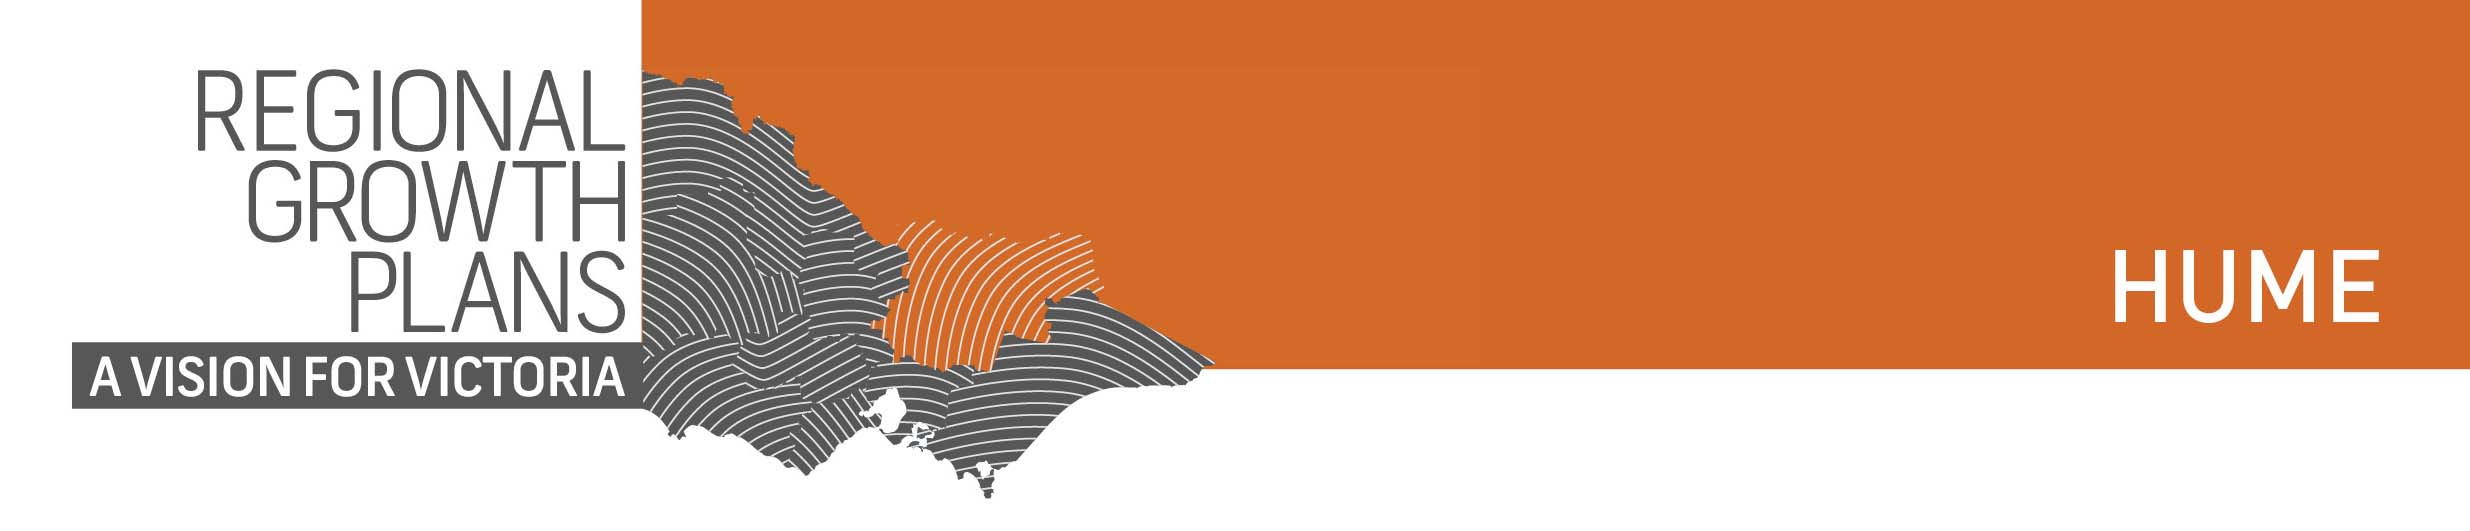 REGIONAL
GROWTH
PLANS
A VISION FOR VICTORIA
HUME